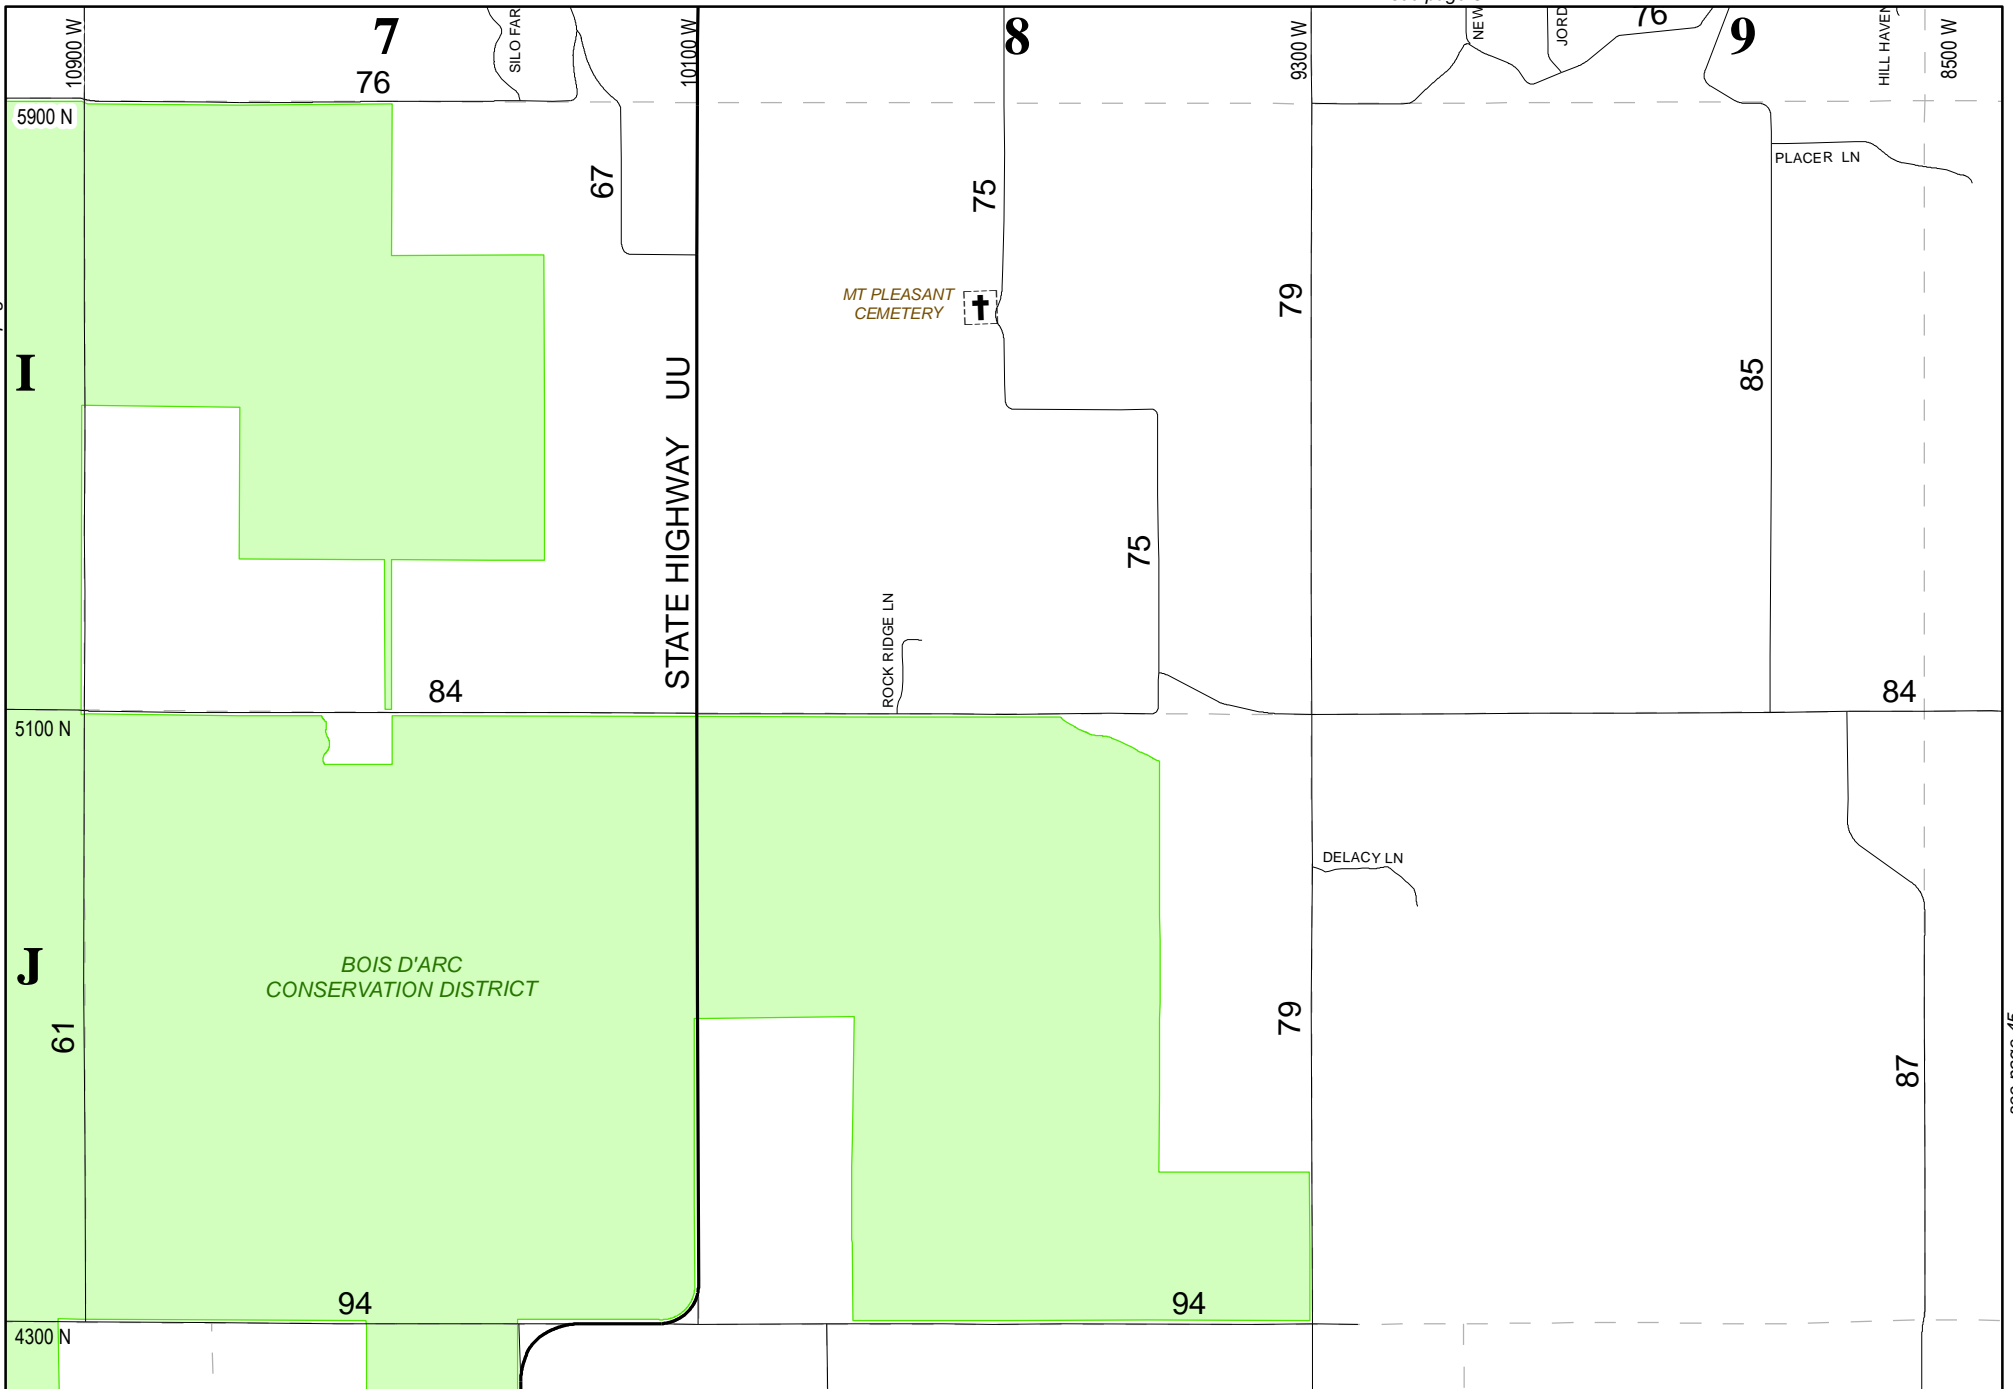 7
8
9
10900 W
10100 W
9300 W
8500 W
SILO FAR
NEW
JORD
76
HILL HAVEN
76
5900 N
67
75
PLACER LN
MT PLEASANT
CEMETERY
79
I
85
STATE HIGHWAY UU
75
ROCK RIDGE LN
84
84
5100 N
DELACY LN
J
BOIS D'ARC
CONSERVATION DISTRICT
61
79
87
94
94
4300 N